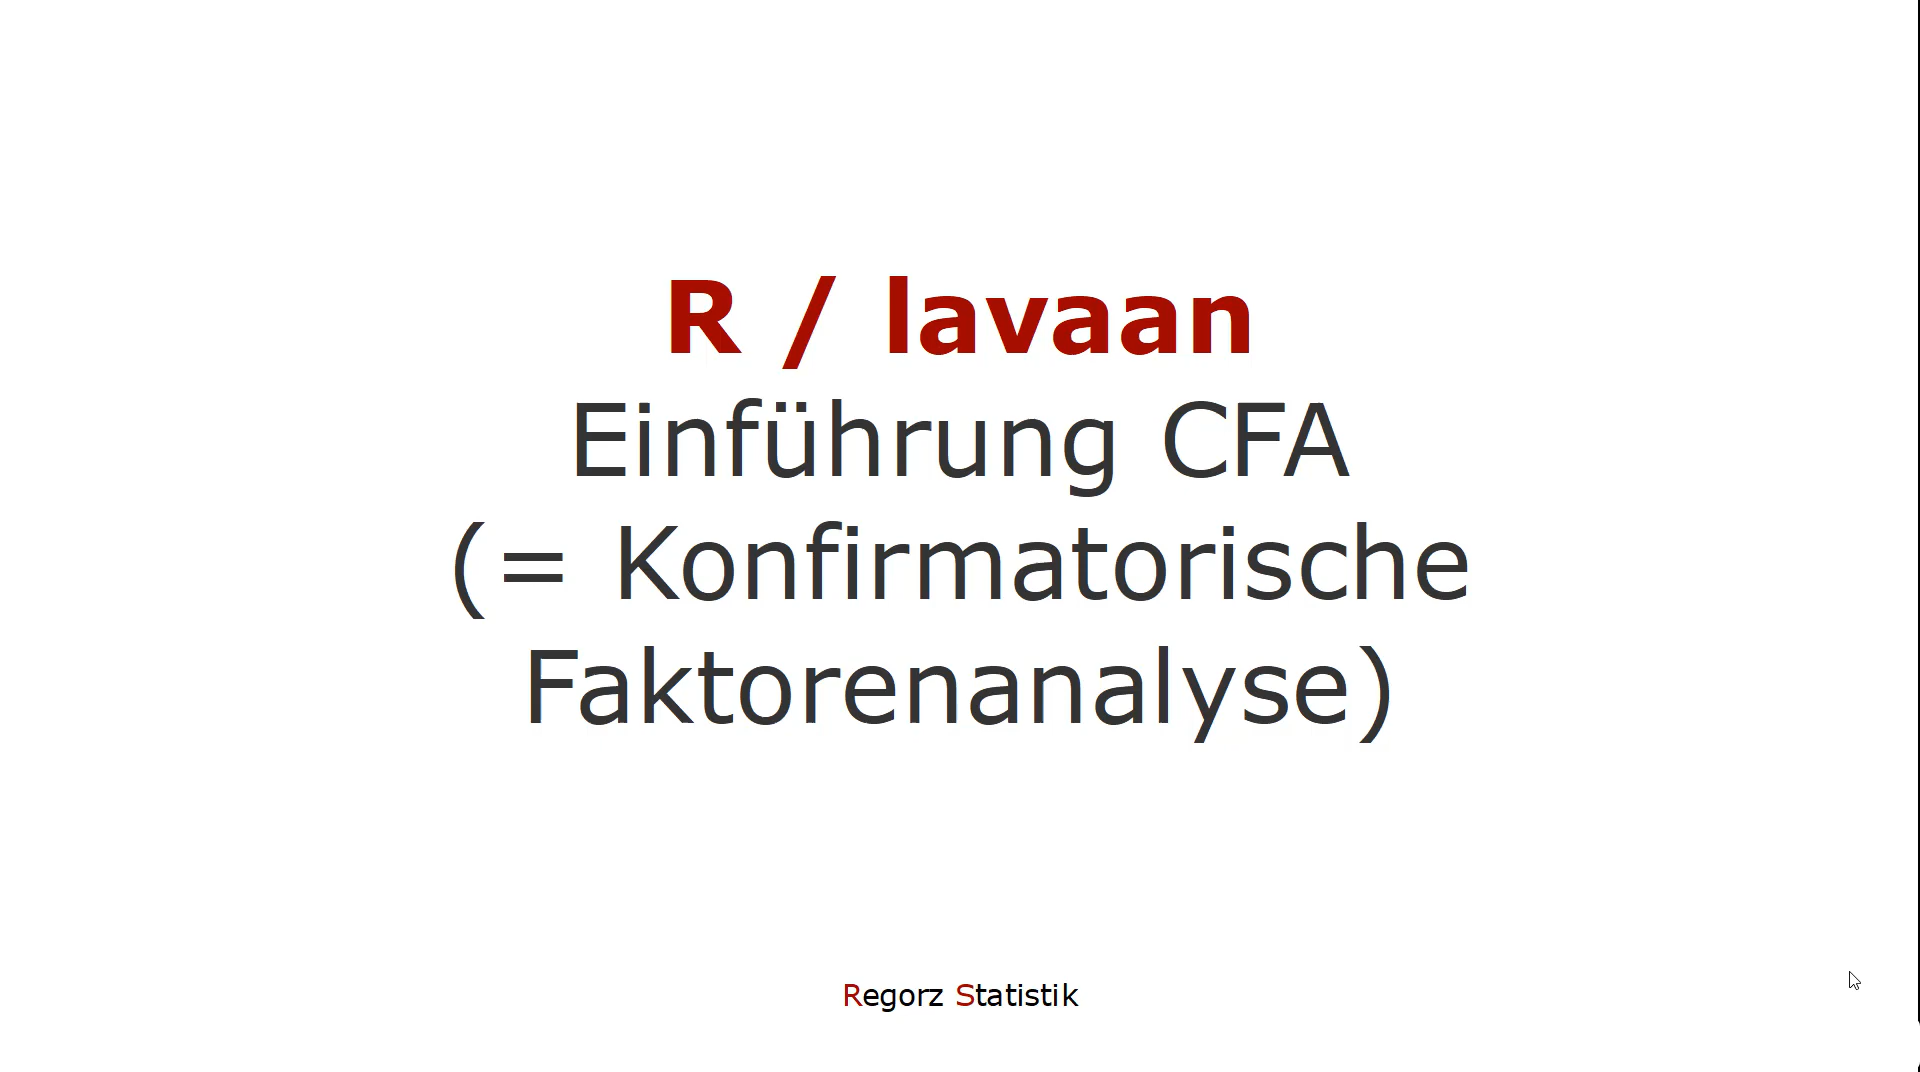 R / lavaan
Einführung CFA
(= Konfirmatorische
Faktorenanalyse)
Regorz Statistik